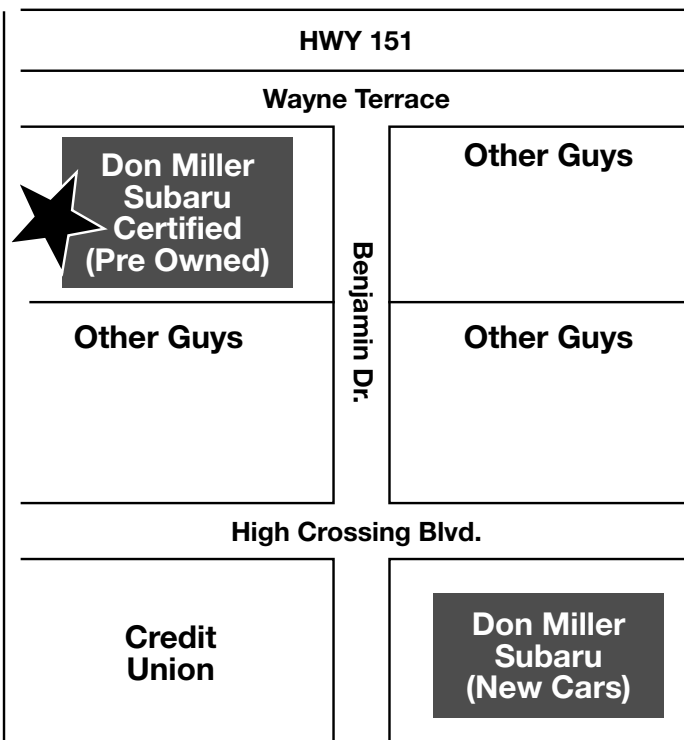 HWY 151
Wayne Terrace
Don Miller
Subaru
Certified
(Pre Owned)
Other Guys
Benjamin Dr.
Other Guys
Other Guys
High Crossing Blvd.
Credit
Union
Don Miller
Subaru
(New Cars)